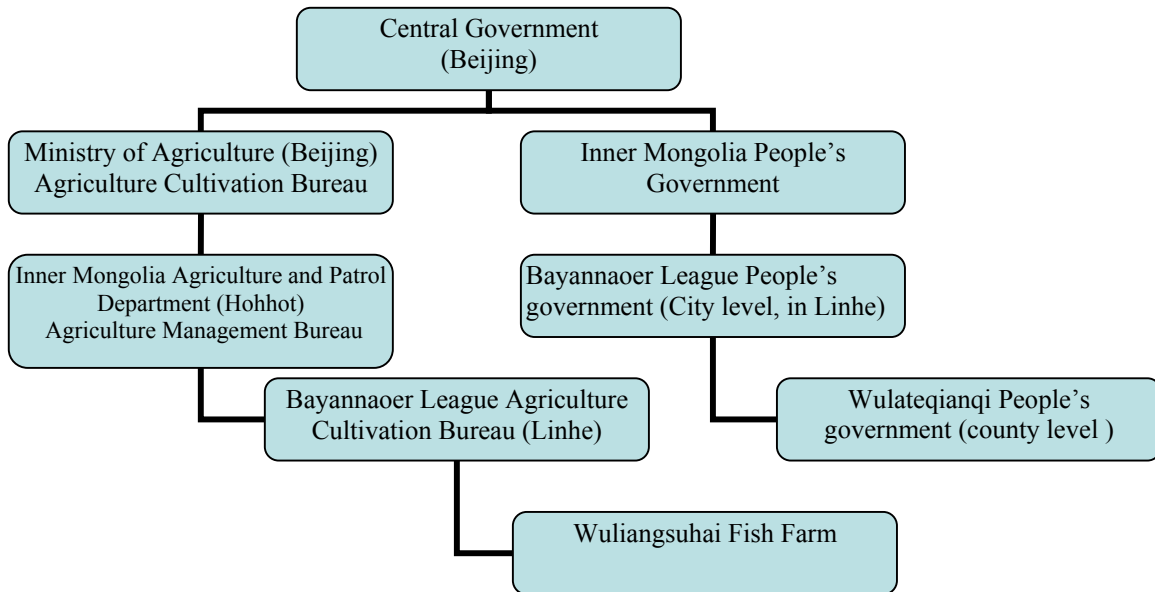 Central Government
(Beijing)
Ministry of Agriculture (Beijing)
Agriculture Cultivation Bureau
Inner Mongolia People’s
Government
Inner Mongolia Agriculture and Patrol
Department (Hohhot)
Agriculture Management Bureau
Bayannaoer League People’s
government (City level, in Linhe)
Bayannaoer League Agriculture
Cultivation Bureau (Linhe)
Wulateqianqi People’s
government (county level )
Wuliangsuhai Fish Farm